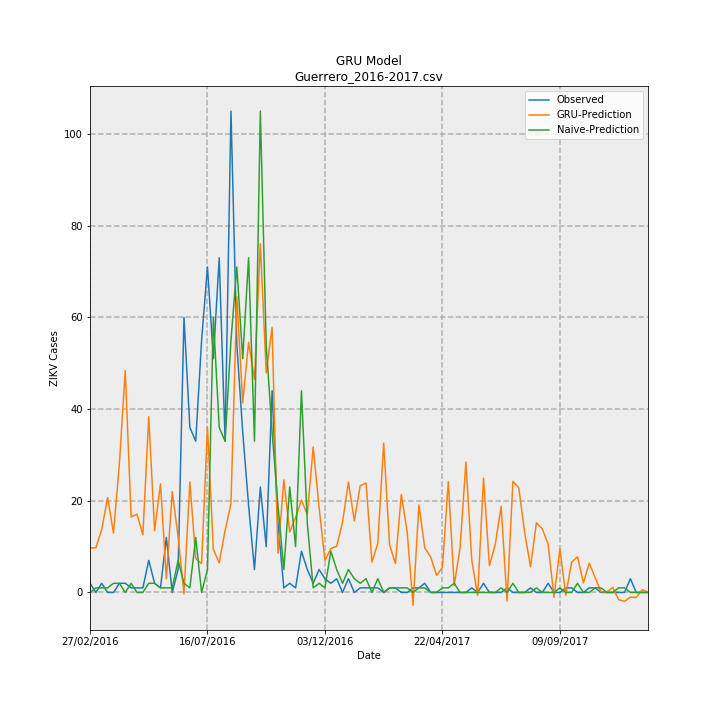 GRU Model
Guerrero_2016-2017.csv
Observed
GRU-Prediction
Naive-Prediction
100
80
60
40
20
0
ZIKV Cases
27/02/2016 16/07/2016 03/12/2016 22/04/2017 09/09/2017
Date